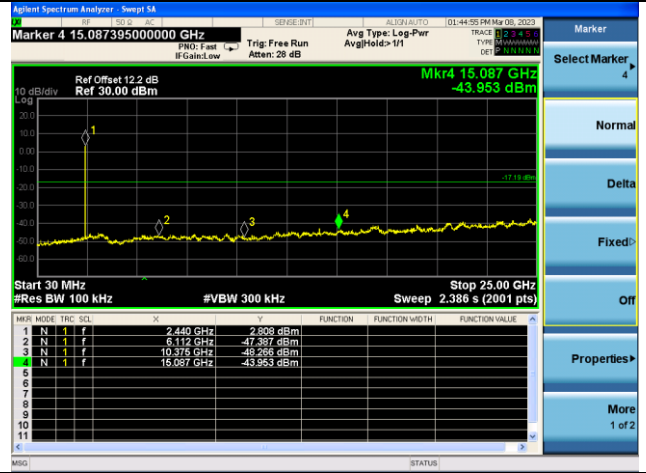 Agilent Spectrum Analyzer - Swept SA
RF 50 Ω AC SENSE:INT ALIGN AUTO 01:44:55 PM Mar 08, 2023
Marker 4 15.087395000000 GHz
PNO: Fast
IFGain:Low
Trig: Free Run
Atten: 28 dB
Avg Type: Log-Pwr
Avg|Hold:>1/1
TRACE 1 2 3 4 5 6
TYPE M
DET P N N N N N
Mkr4 15.087 GHz
-43.953 dBm
Ref Offset 12.2 dB
10 dB/div Ref 30.00 dBm
Log
20.0
10.0
0.00
-10.0
-20.0
-30.0
-40.0
-50.0
-60.0
1
2
3
4
-17.19 dBm
Start 30 MHz Stop 25.00 GHz
#Res BW 100 kHz #VBW 300 kHz Sweep 2.386 s (2001 pts)
MKR MODE TRC SCL X Y FUNCTION FUNCTION WIDTH FUNCTION VALUE
1 N 1 f 2.440 GHz 2.808 dBm
2 N 1 f 6.112 GHz -47.387 dBm
3 N 1 f 10.375 GHz -48.266 dBm
4 N 1 f 15.087 GHz -43.953 dBm
5
6
7
8
9
10
11
MSG STATUS
Marker
Select Marker
4
Normal
Delta
Fixed
Off
Properties
More
1 of 2